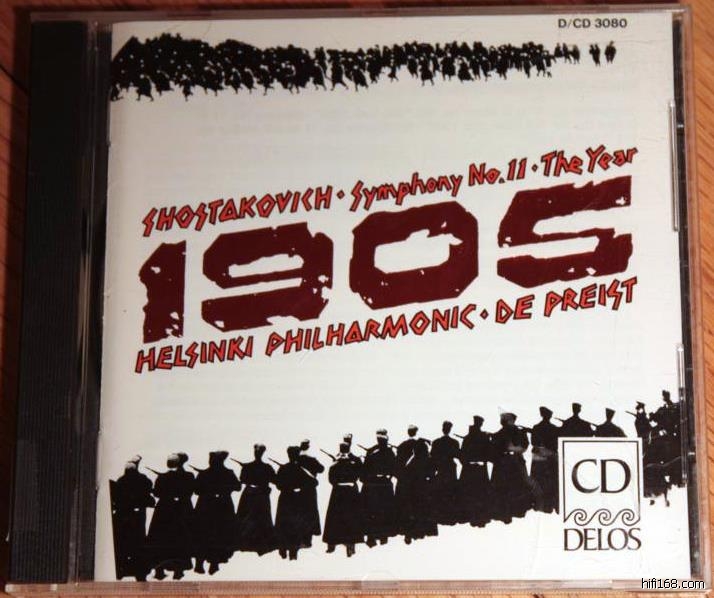 D/CD 3080
SHOSTAKOVICH · Symphony No.11 · The Year
1905
HELSINKI PHILHARMONIC · DE PREIST
CD
DELOS
hifi168.com